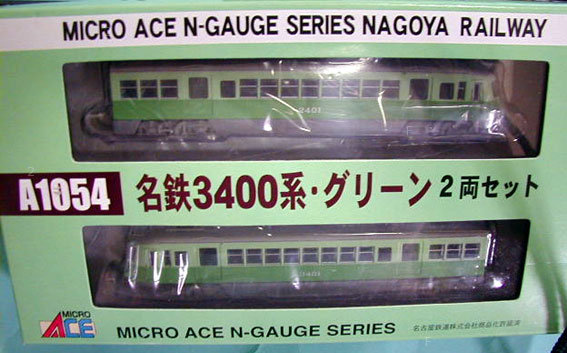 MICRO ACE N-GAUGE SERIES NAGOYA RAILWAY
2401
A1054
名鉄3400系・グリーン 2両セット
MICRO ACE
MICRO ACE N-GAUGE SERIES
名古屋鉄道株式会社商品化許諾済